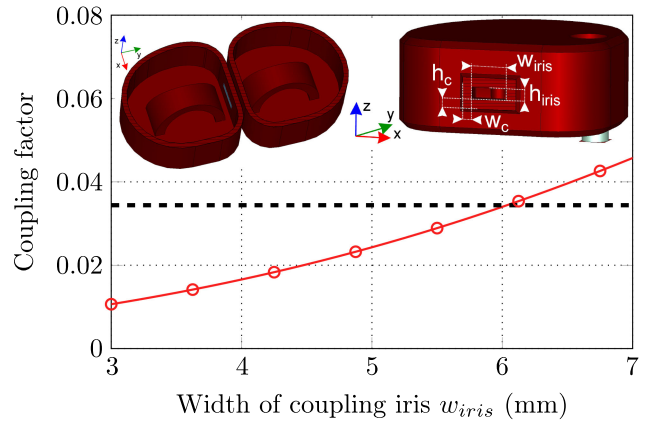 0.08
0.06
0.04
0.02
0
3
4
5
6
7
Coupling factor
Width of coupling iris w_iris (mm)
z
y
x
z
y
x
w_iris
h_c
h_iris
w_c